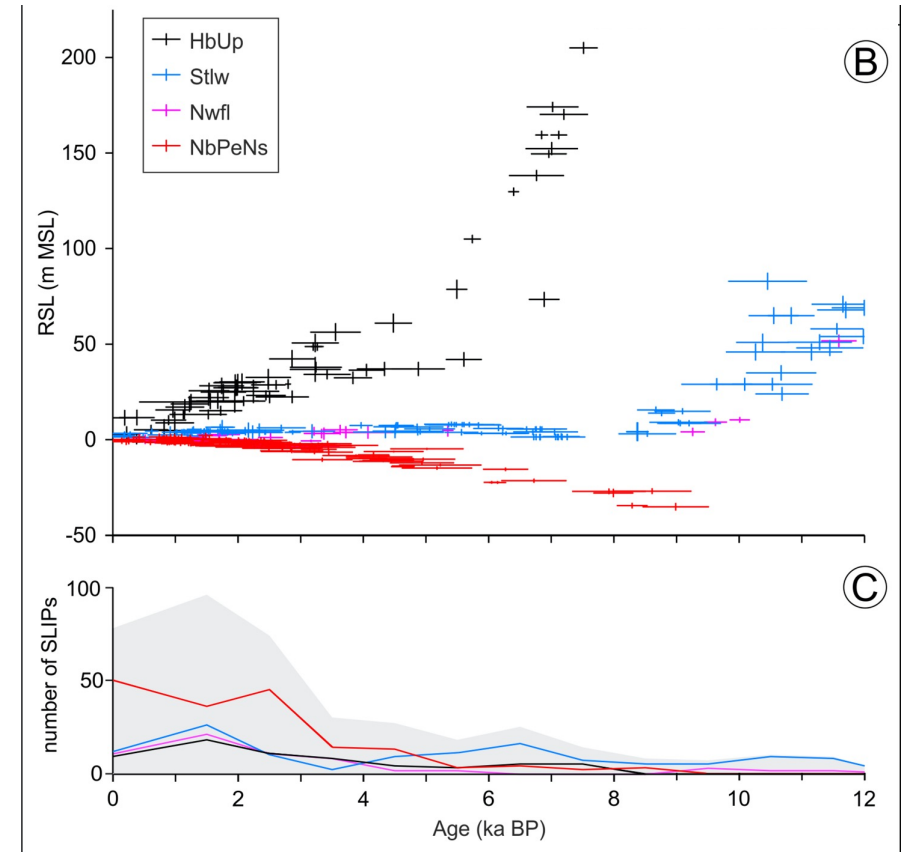 B
HbUp
Stlw
Nwfl
NbPeNs
RSL (m MSL)
200
150
100
50
0
-50
C
number of SLIPs
100
50
0
0 2 4 6 8 10 12
Age (ka BP)